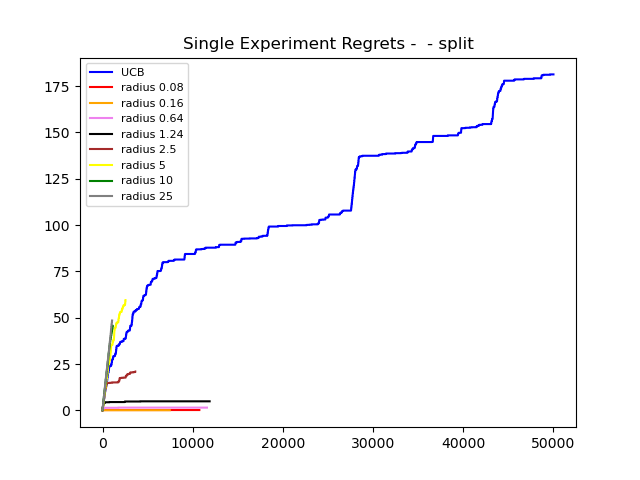 Single Experiment Regrets -  - split
UCB
radius 0.08
radius 0.16
radius 0.64
radius 1.24
radius 2.5
radius 5
radius 10
radius 25
175
150
125
100
75
50
25
0
0 10000 20000 30000 40000 50000